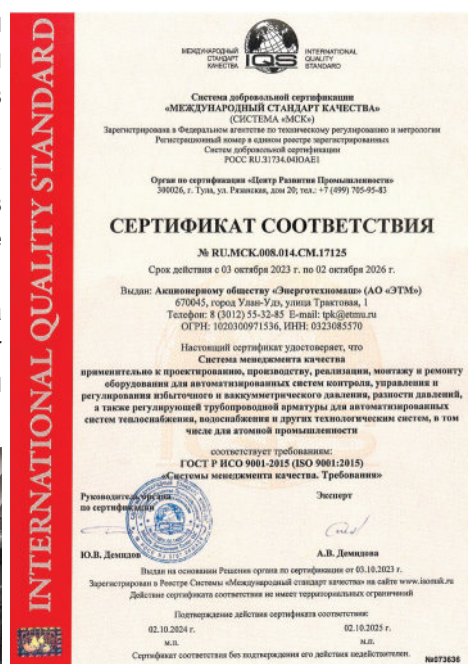 INTERNATIONAL QUALITY STANDARD
МЕЖДУНАРОДНЫЙ
СТАНДАРТ
КАЧЕСТВА
IQS
INTERNATIONAL
QUALITY
STANDARD
Система добровольной сертификации
«МЕЖДУНАРОДНЫЙ СТАНДАРТ КАЧЕСТВА»
(СИСТЕМА «МСК»)
Зарегистрирована в Федеральном агентстве по техническому регулированию и метрологии
Регистрационный номер в едином реестре зарегистрированных
Систем добровольной сертификации
РОСС RU.31734.04ЮАЕ1
Орган по сертификации «Центр Развития Промышленности»
300026, г. Тула, ул. Рязанская, дом 20; тел.: +7 (499) 705-95-83
СЕРТИФИКАТ СООТВЕТСТВИЯ
№ RU.МСК.008.014.СМ.17125
Срок действия с 03 октября 2023 г. по 02 октября 2026 г.
Выдан: Акционерному обществу «Энерготехномаш» (АО «ЭТМ»)
670045, город Улан-Удэ, улица Трактовая, 1
Телефон: 8 (3012) 55-32-85 E-mail: tpk@etmu.ru
ОГРН: 1020300971536, ИНН: 0323085570
Настоящий сертификат удостоверяет, что
Система менеджмента качества
применительно к проектированию, производству, реализации, монтажу и ремонту
оборудования для автоматизированных систем контроля, управления и
регулирования избыточного и вакуумметрического давления, разности давлений,
а также регулирующей трубопроводной арматуры для автоматизированных
систем теплоснабжения, водоснабжения и других технологическим систем, в том
числе для атомной промышленности
соответствует требованиям:
ГОСТ Р ИСО 9001-2015 (ISO 9001:2015)
«Системы менеджмента качества. Требования»
Руководитель органа
по сертификации
Эксперт
Ю.В. Демидов
А.В. Демидова
Выдан на основании Решения органа по сертификации от 03.10.2023 г.
Зарегистрирован в Реестре Системы «Международный стандарт качества» на сайте www.isomsk.ru
Действие сертификата соответствия не имеет территориальных ограничений
Подтверждение действия сертификата соответствия:
02.10.2024 г.
02.10.2025 г.
м.п.
м.п.
Сертификат соответствия без подтверждения его действия недействителен.
№073636